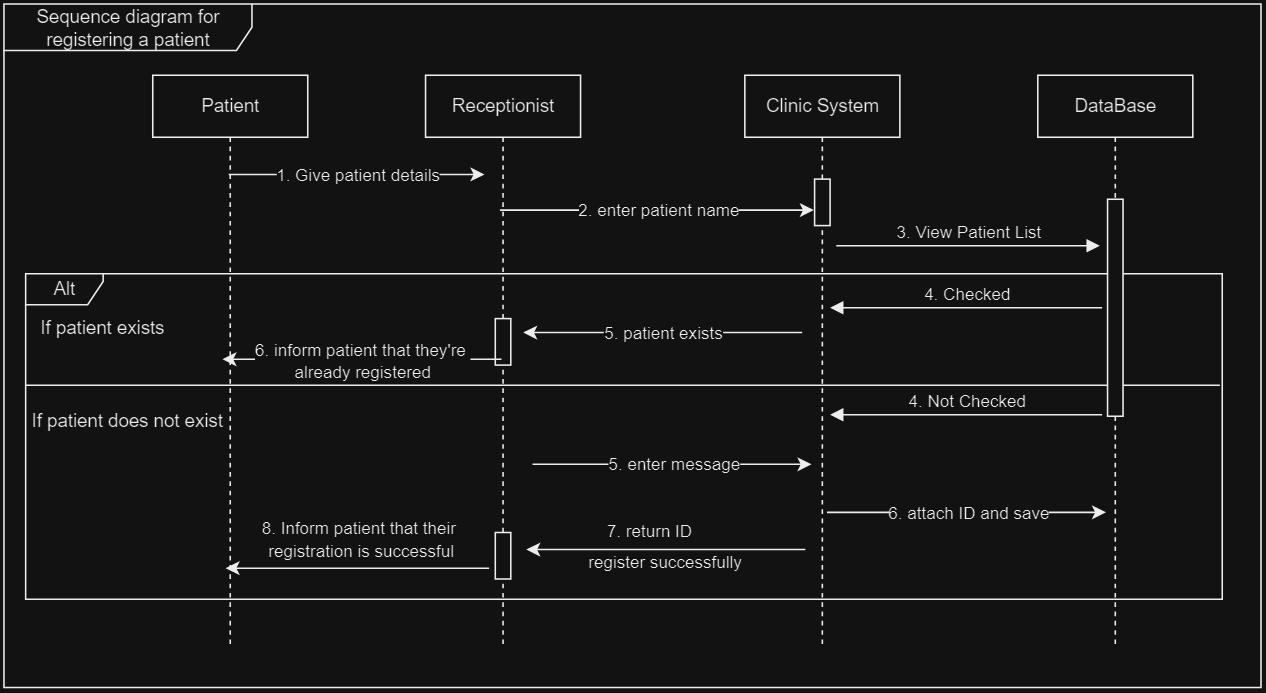 Sequence diagram for
registering a patient
Patient
Receptionist
Clinic System
DataBase
1. Give patient details
2. enter patient name
3. View Patient List
Alt
4. Checked
If patient exists
5. patient exists
6. inform patient that they're
already registered
4. Not Checked
If patient does not exist
5. enter message
6. attach ID and save
8. Inform patient that their
registration is successful
7. return ID
register successfully